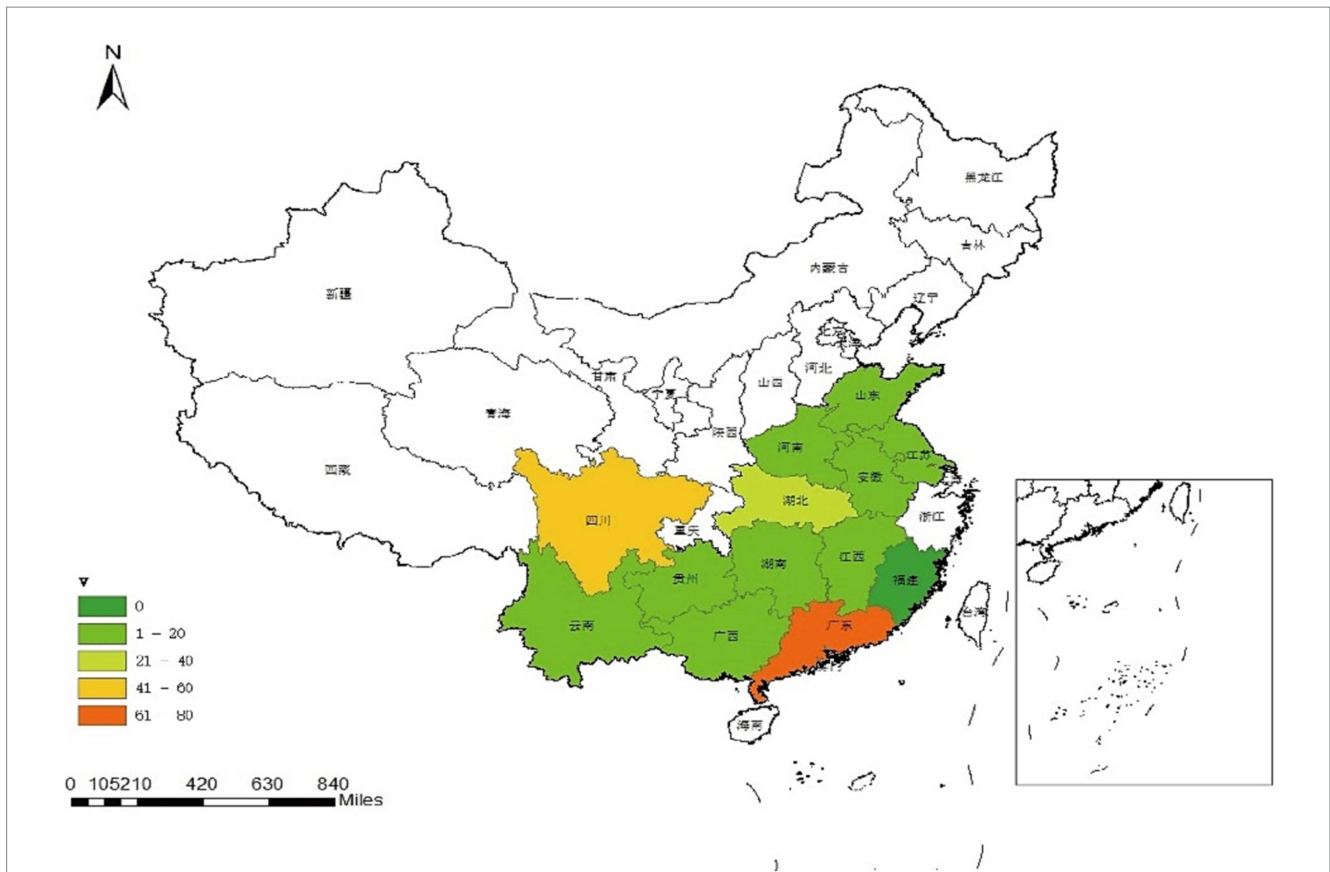 N
黑龙江
吉林
内蒙古
辽宁
新疆
北京
河北
山西
甘肃
宁夏
山东
青海
陕西
河南
江苏
西藏
安徽
湖北
四川
浙江
重庆
江西
湖南
贵州
福建
台湾
云南
广西
广东
海南
0
1 - 20
21 - 40
41 - 60
61 - 80
0 105210 420 630 840
Miles